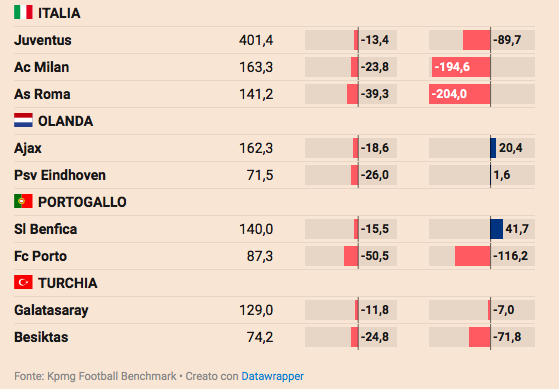 ITALIA
Juventus 401,4 -13,4 -89,7
Ac Milan 163,3 -23,8 -194,6
As Roma 141,2 -39,3 -204,0
OLANDA
Ajax 162,3 -18,6 20,4
Psv Eindhoven 71,5 -26,0 1,6
PORTOGALLO
Sl Benfica 140,0 -15,5 41,7
Fc Porto 87,3 -50,5 -116,2
TURCHIA
Galatasaray 129,0 -11,8 -7,0
Besiktas 74,2 -24,8 -71,8
Fonte: Kpmg Football Benchmark • Creato con Datawrapper